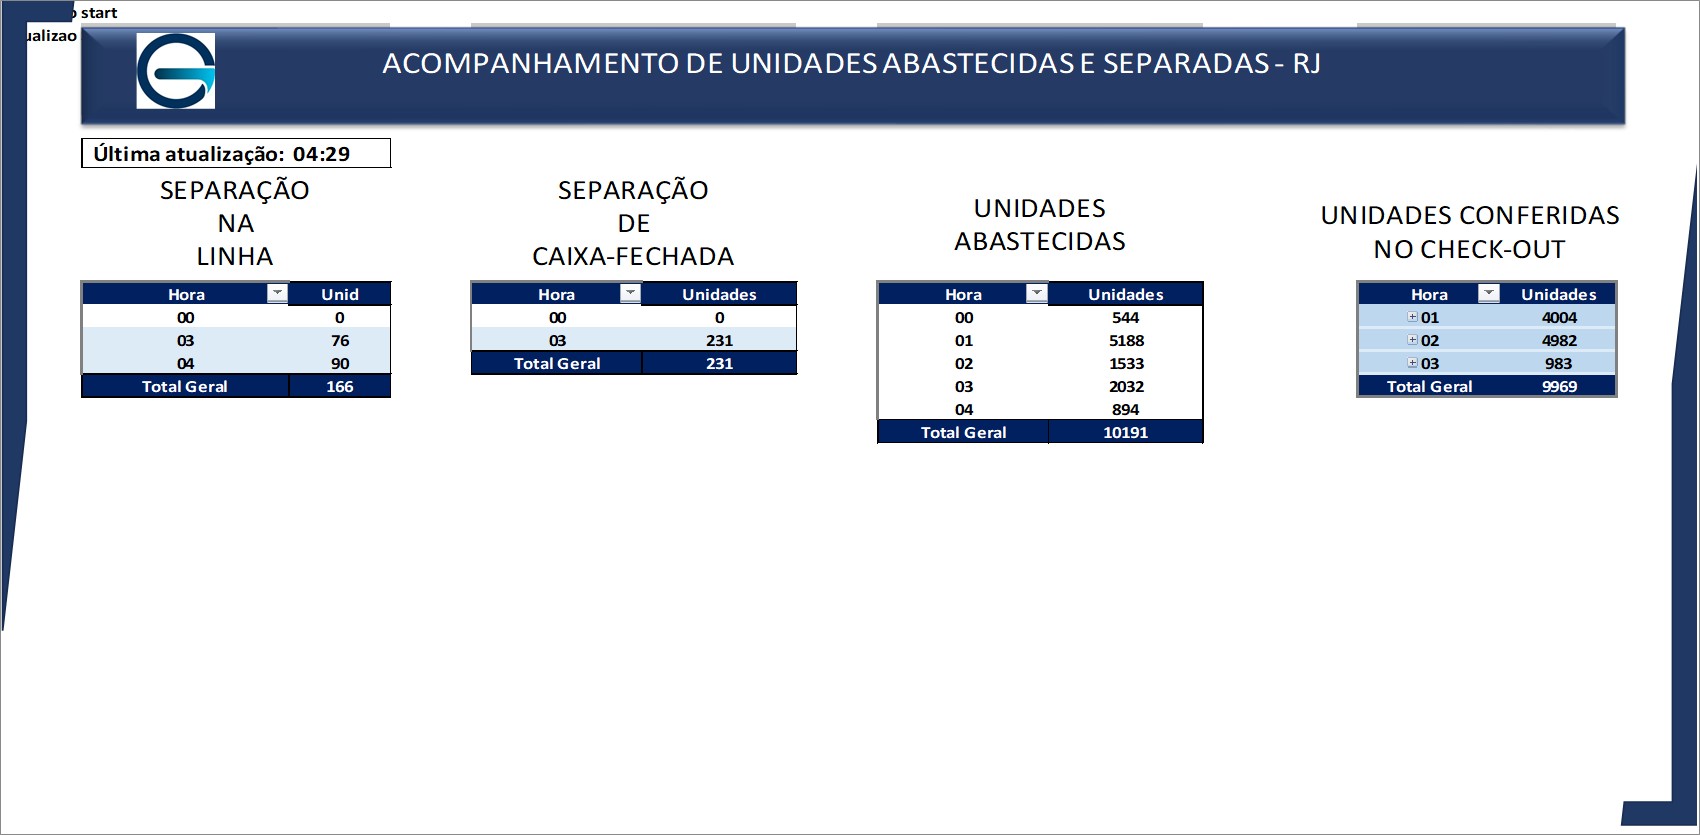 start
ACOMPANHAMENTO DE UNIDADES ABASTECIDAS E SEPARADAS - RJ
Última atualização: 04:29
SEPARAÇÃO
NA
LINHA
Hora Unid
00 0
03 76
04 90
Total Geral 166
SEPARAÇÃO
DE
CAIXA-FECHADA
Hora Unidades
00 0
03 231
Total Geral 231
UNIDADES
ABASTECIDAS
Hora Unidades
00 544
01 5188
02 1533
03 2032
04 894
Total Geral 10191
UNIDADES CONFERIDAS
NO CHECK-OUT
Hora Unidades
01 4004
02 4982
03 983
Total Geral 9969